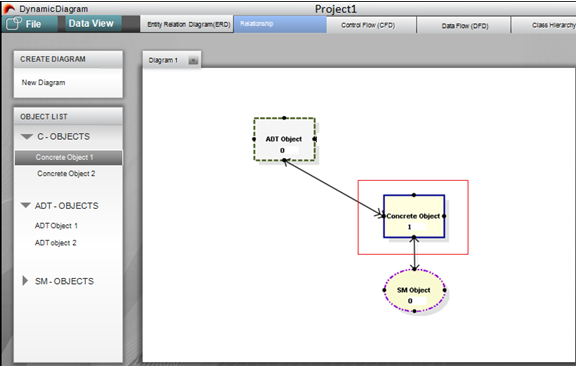 DynamicDiagram
Project1
File
Data View
Entity Relation Diagram(ERD)
Relationship
Control Flow (CFD)
Data Flow (DFD)
Class Hierarchy
CREATE DIAGRAM
New Diagram
OBJECT LIST
C - OBJECTS
Concrete Object 1
Concrete Object 2
ADT - OBJECTS
ADT Object 1
ADT object 2
SM - OBJECTS
Diagram 1
ADT Object
0
Concrete Object
1
SM Object
0